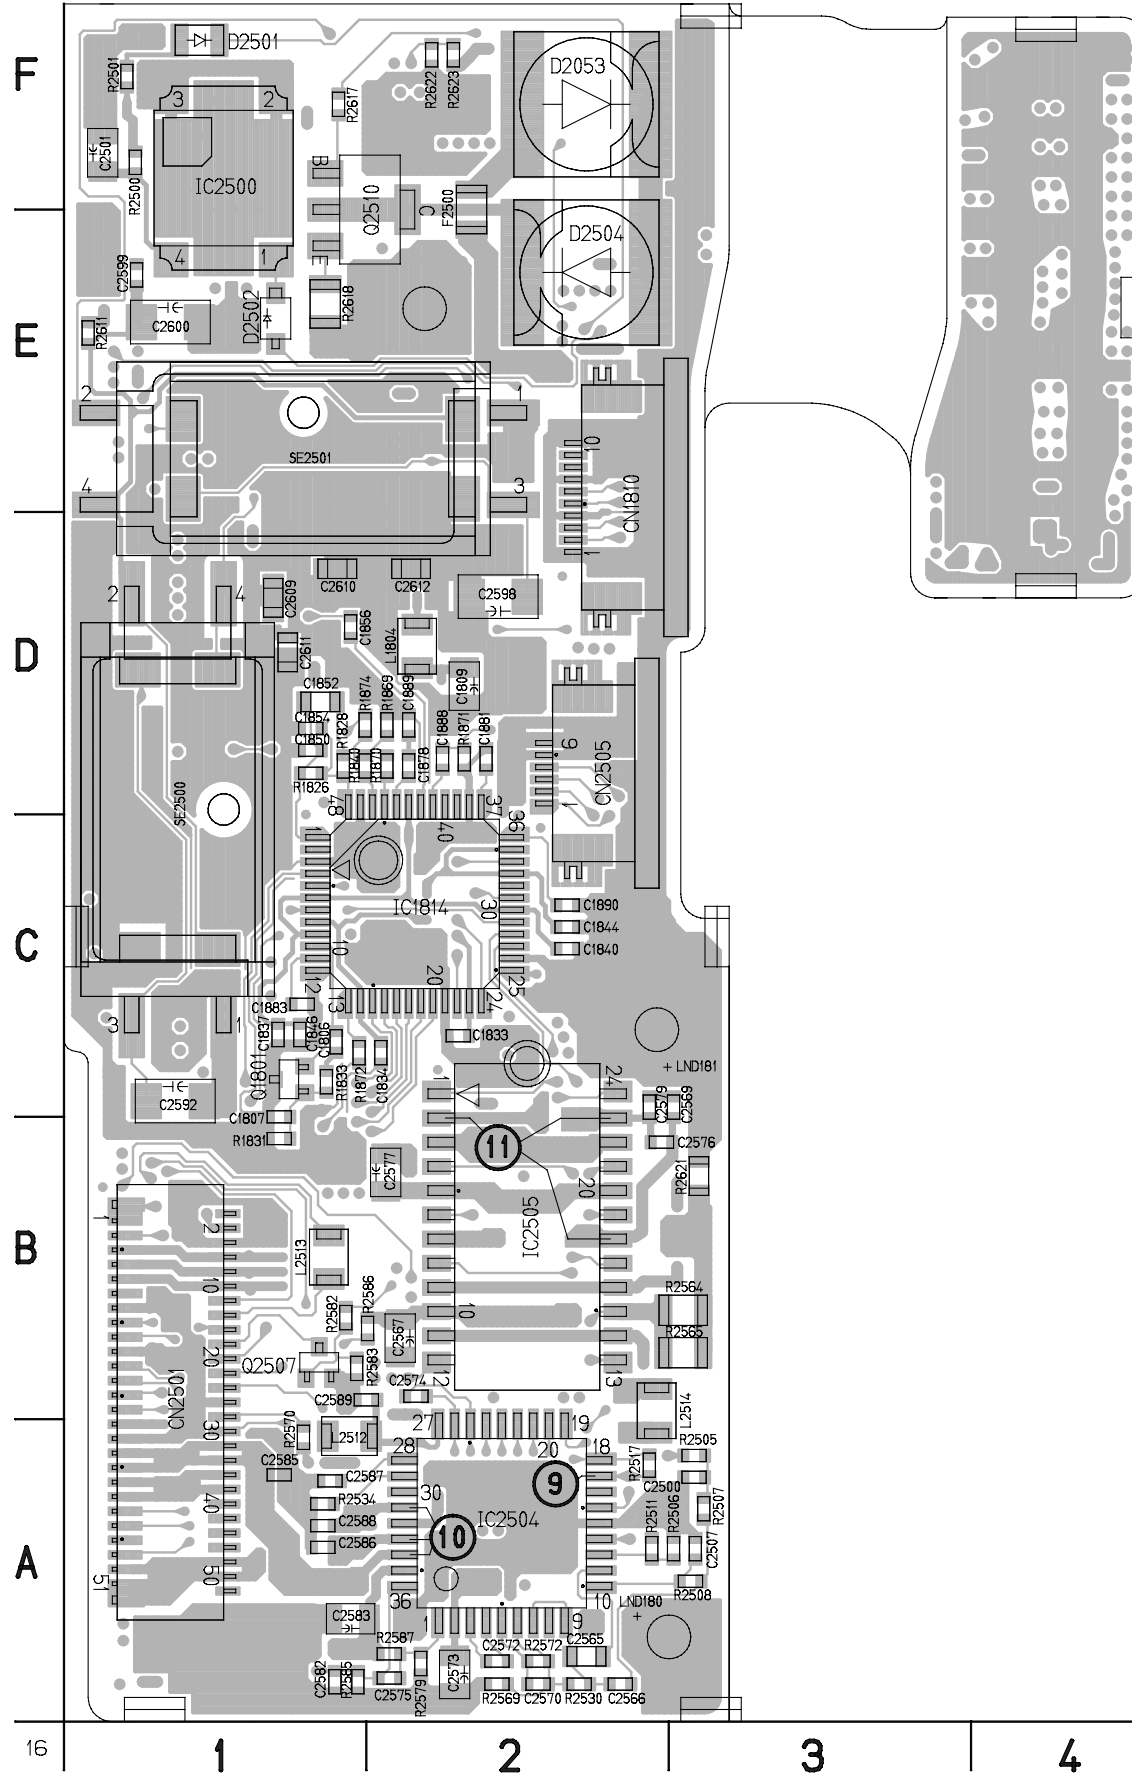 F
D2501
R2501
3
2
R2617
R2622
R2623
D2053
C2501
R2500
IC2500
B
Q2510
C
F2500
D2504
4
1
E
C2599
C2600
D2502
R2618
R2611
E
2
1
SE2501
10
CN1810
4
3
1
C2610
C2612
C2598
2
4
C2609
C1856
L1804
D
C2611
C1809
C1852
C1854
C1850
R1826
R1828
R1874
R1869
C1889
R1840
R1870
C1878
C1888
R1871
C1881
9
CN2505
1
SE2500
48
37
1
40
36
IC1814
30
C1890
C1844
C1840
C
10
20
12
13
24
25
C1883
3
1
C1837
C1846
C1806
C1833
Q1801
R1833
R1872
C1834
+ LND181
C2592
C1807
R1831
1
24
C2579
C2569
11
C2576
C2577
R2621
20
IC2505
B
1
2
L2513
10
R2582
R2586
C2567
10
R2564
R2565
20
Q2507
R2583
C2574
12
13
C2589
L2514
CN2501
30
R2570
L2512
27
19
28
20
18
R2517
R2505
C2500
C2585
C2587
30
9
R2534
C2588
C2586
40
IC2504
10
R2511
R2506
R2507
C2507
A
51
50
36
10
R2508
LND180
+
C2583
1
9
R2587
C2572
R2572
C2565
C2582
R2585
C2575
R2579
C2573
R2569
C2570
R2530
C2566
16
1
2
3
4